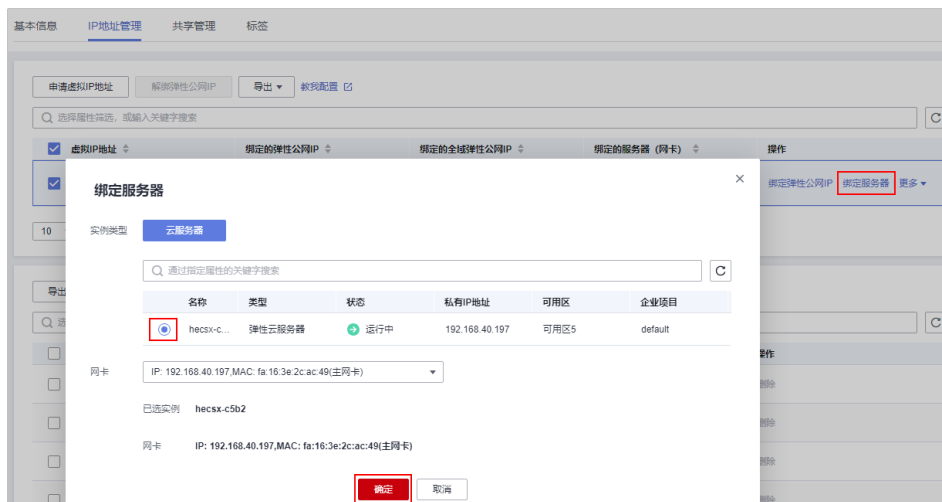 基本信息 IP地址管理 共享管理 标签
申请虚拟IP地址 解绑弹性公网IP 导出 教我配置
选择属性筛选，或输入关键字搜索
虚拟IP地址 绑定的弹性公网IP 绑定的全域弹性公网IP 绑定的服务器（网卡） 操作
绑定弹性公网IP 绑定服务器 更多
绑定服务器
10 实例类型 云服务器
通过指定属性的关键字搜索
导出
名称 类型 状态 私有IP地址 可用区 企业项目
选 hecsx-c... 弹性云服务器 运行中 192.168.40.197 可用区5 default
操作
网卡 IP: 192.168.40.197,MAC: fa:16:3e:2c:ac:49(主网卡)
删除
已选实例 hecsx-c5b2
删除
网卡 IP: 192.168.40.197,MAC: fa:16:3e:2c:ac:49(主网卡)
删除
确定 取消
删除